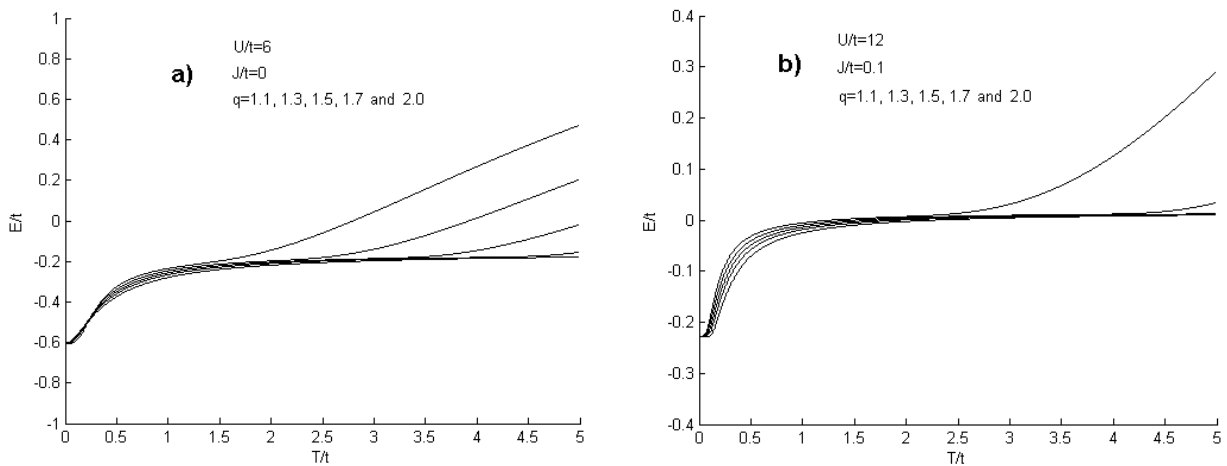 a)
U/t=6
J/t=0
q=1.1, 1.3, 1.5, 1.7 and 2.0
E/t
1
0.8
0.6
0.4
0.2
0
-0.2
-0.4
-0.6
-0.8
-1
0 0.5 1 1.5 2 2.5 3 3.5 4 4.5 5
T/t
b)
U/t=12
J/t=0.1
q=1.1, 1.3, 1.5, 1.7 and 2.0
E/t
0.4
0.3
0.2
0.1
0
-0.1
-0.2
-0.3
-0.4
0 0.5 1 1.5 2 2.5 3 3.5 4 4.5 5
T/t